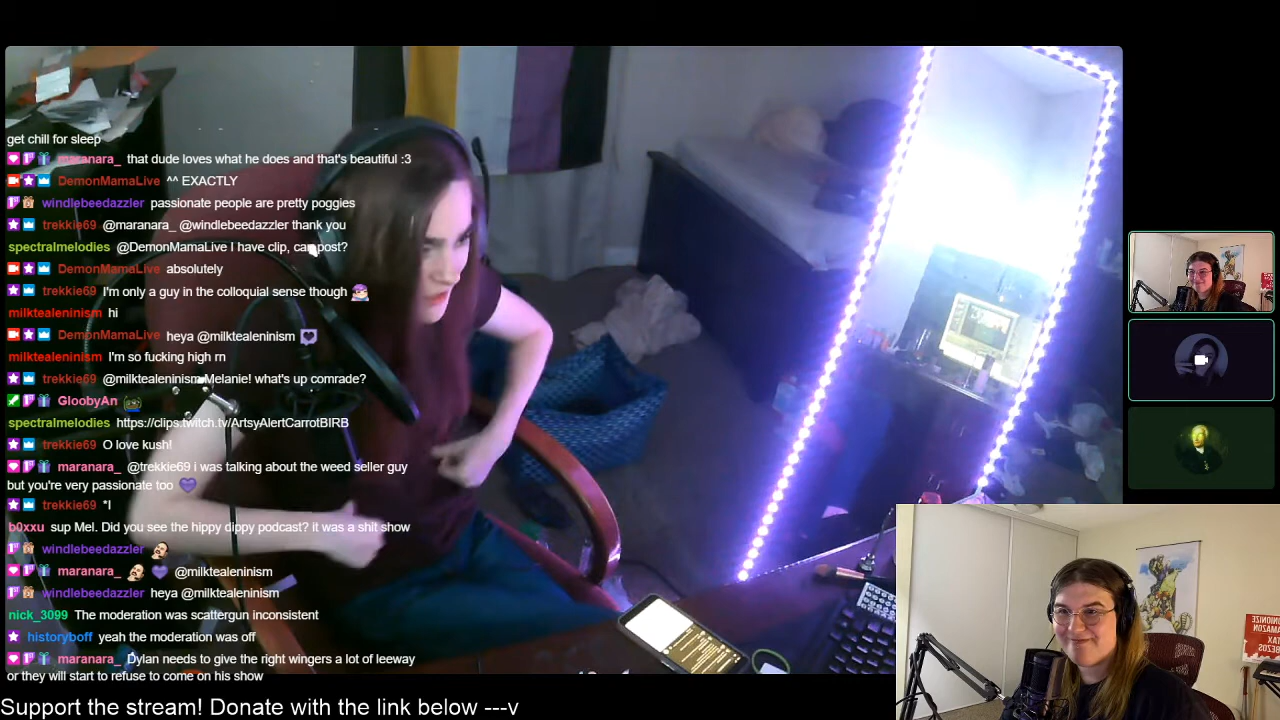 get chill for sleep
maranara_ that dude loves what he does and that's beautiful :3
DemonMamaLive ^^ EXACTLY
windlebeedazzler passionate people are pretty poggies
trekkie69 @maranara_ @windlebeedazzler thank you
spectralmelodies @DemonMamaLive I have clip, can post?
DemonMamaLive absolutely
trekkie69 I'm only a guy in the colloquial sense though
milktealeninism hi
DemonMamaLive heya @milktealeninism
milktealeninism I'm so fucking high rn
trekkie69 @milktealeninism Melanie! what's up comrade?
GloobyAn
spectralmelodies https://clips.twitch.tv/ArtsyAlertCarrotBIRB
trekkie69 O love kush!
maranara_ @trekkie69 i was talking about the weed seller guy
but you're very passionate too
trekkie69 *I
b0xxu sup Mel. Did you see the hippy dippy podcast? it was a shit show
windlebeedazzler
maranara_ @milktealeninism
windlebeedazzler heya @milktealeninism
nick_3099 The moderation was scattergun inconsistent
historyboff yeah the moderation was off
maranara_ Dylan needs to give the right wingers a lot of leeway
or they will start to refuse to come on his show
Support the stream! Donate with the link below ---v
UNIONIZE
AMAZON
TAX
BEZOS